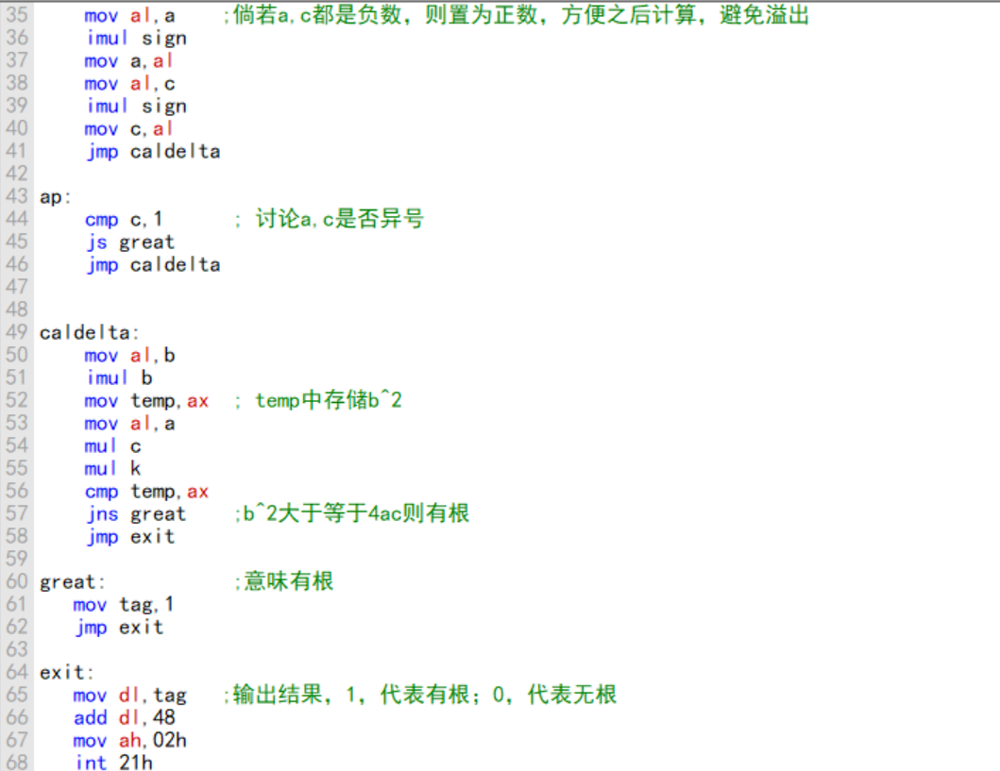 35 mov al,a ;倘若a,c都是负数，则置为正数，方便之后计算，避免溢出
36 imul sign
37 mov a,al
38 mov al,c
39 imul sign
40 mov c,al
41 jmp caldelta
42
43 ap:
44 cmp c,1 ; 讨论a,c是否异号
45 js great
46 jmp caldelta
47
48
49 caldelta:
50 mov al,b
51 imul b
52 mov temp,ax ; temp中存储b^2
53 mov al,a
54 mul c
55 mul k
56 cmp temp,ax
57 jns great ;b^2大于等于4ac则有根
58 jmp exit
59
60 great: ;意味有根
61 mov tag,1
62 jmp exit
63
64 exit:
65 mov dl,tag ;输出结果，1，代表有根；0，代表无根
66 add dl,48
67 mov ah,02h
68 int 21h